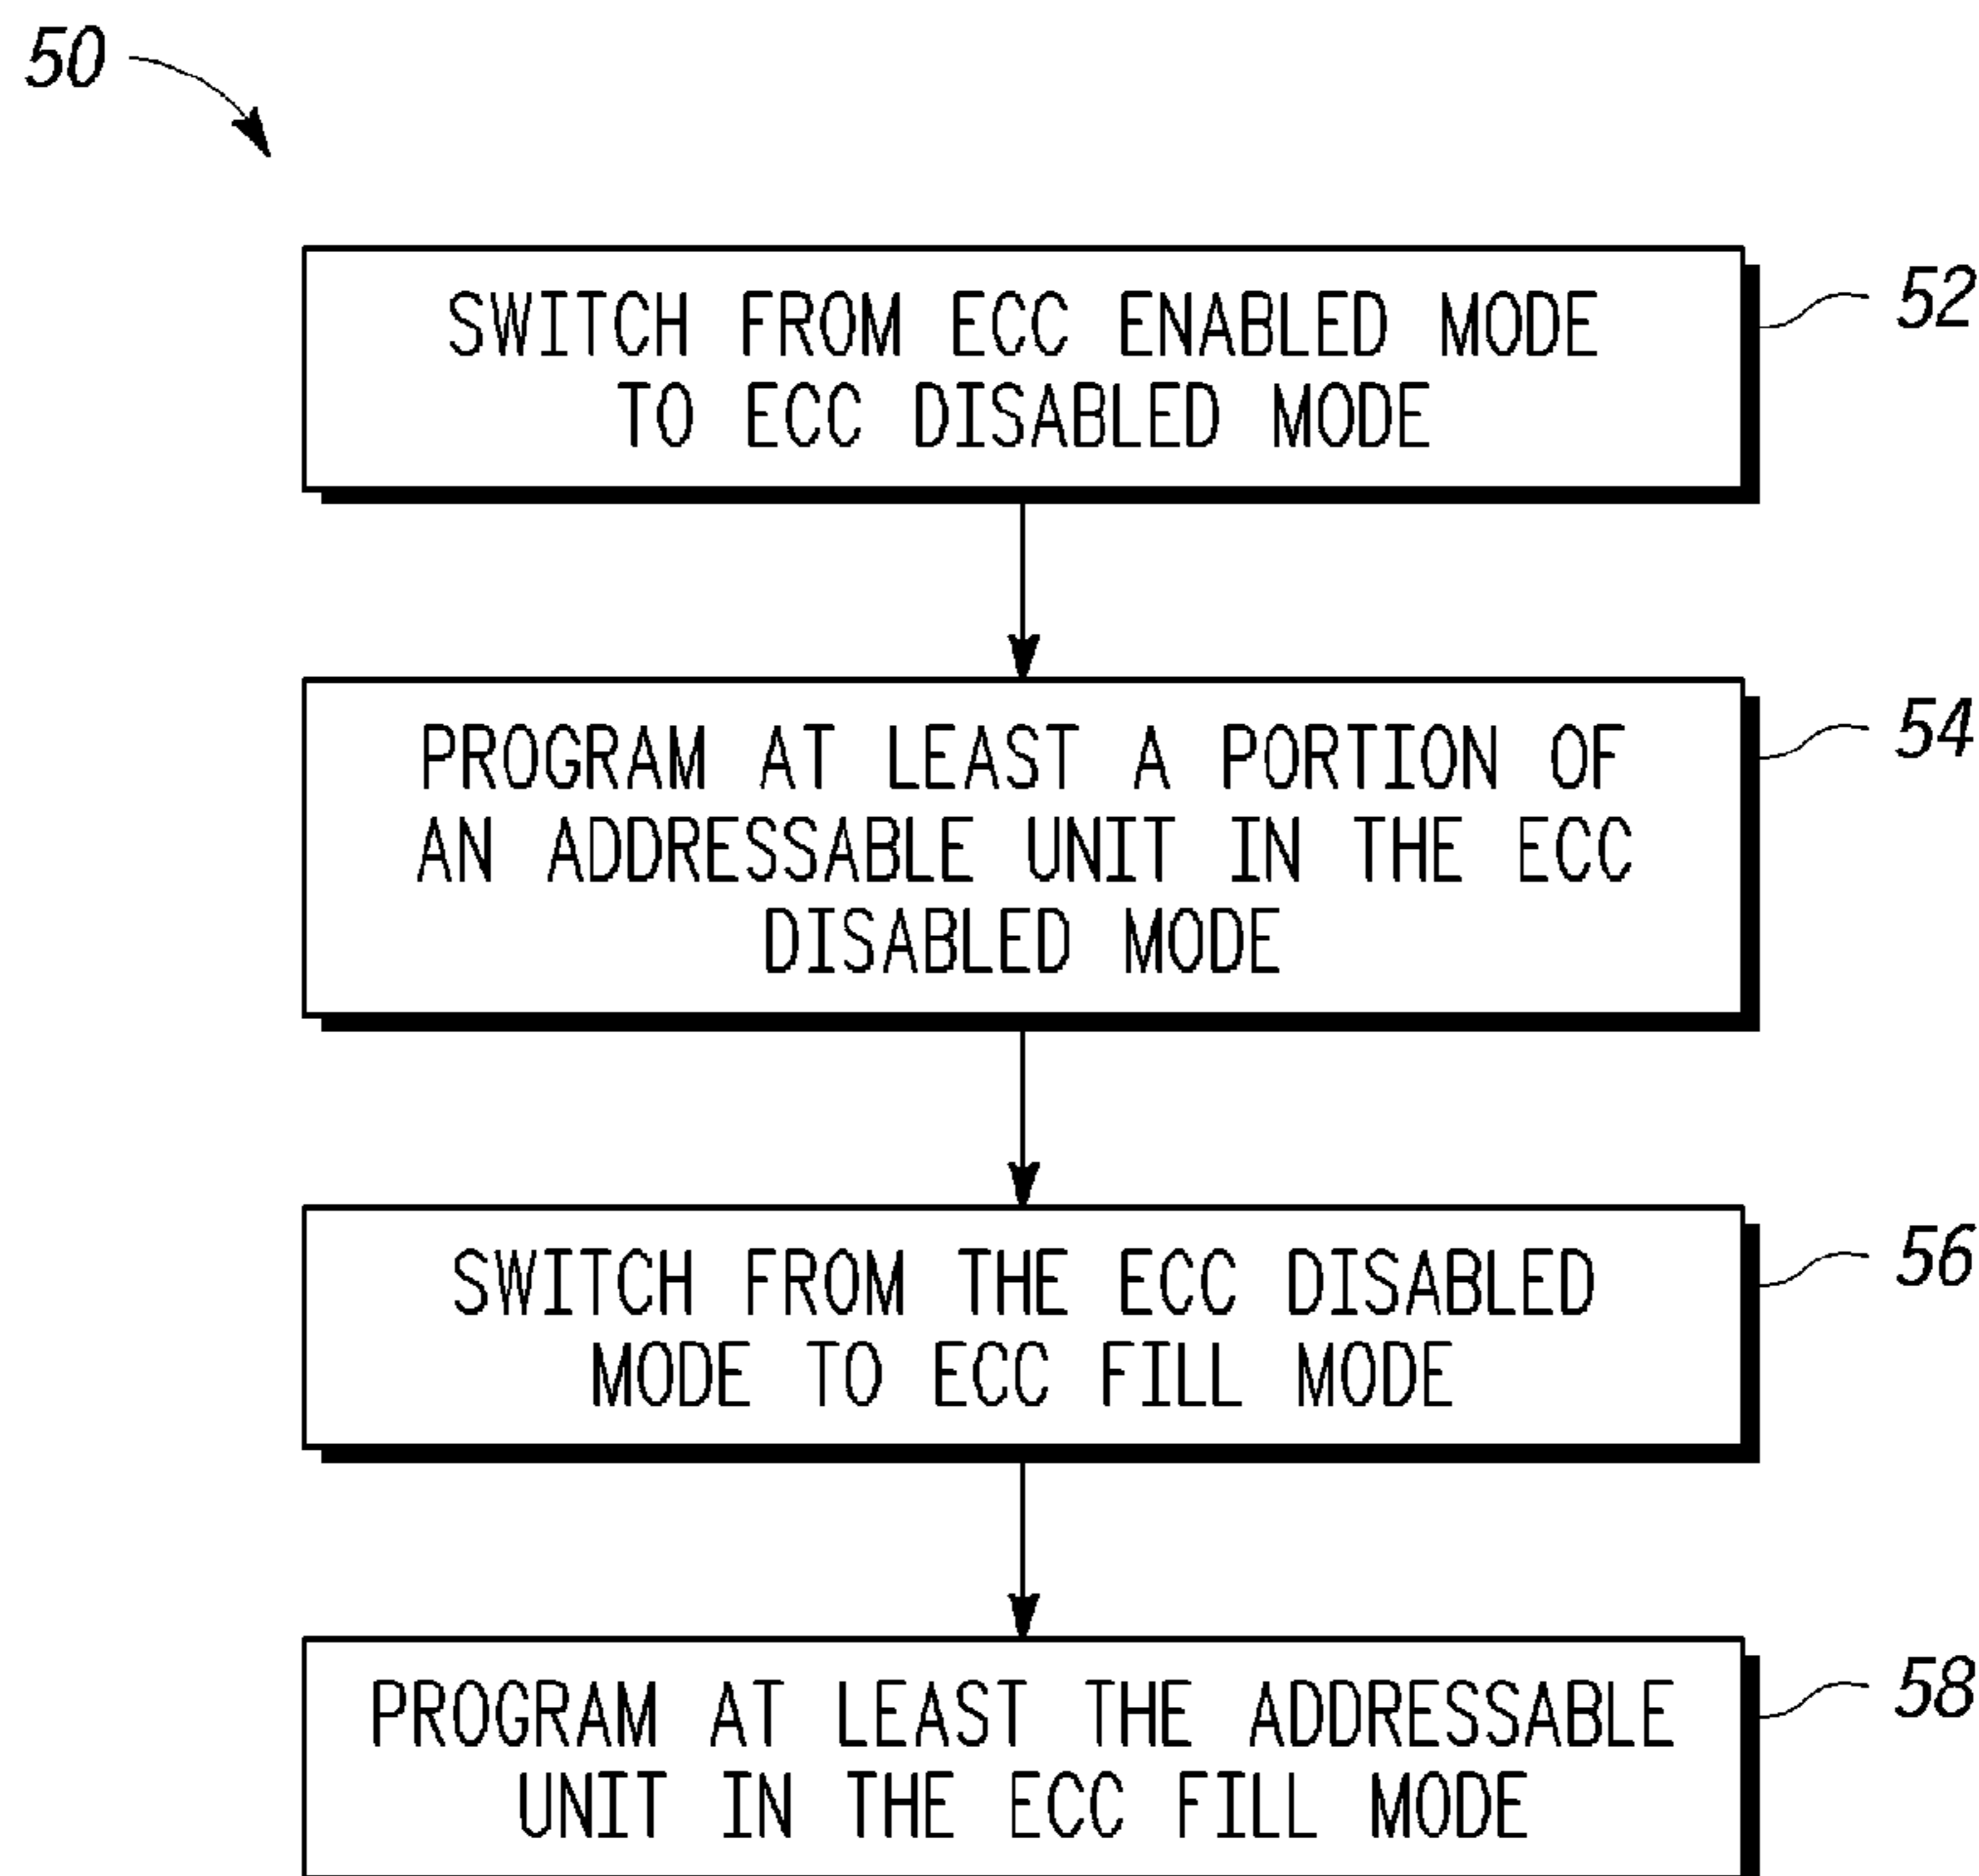 50
SWITCH FROM ECC ENABLED MODE
TO ECC DISABLED MODE
52
PROGRAM AT LEAST A PORTION OF
AN ADDRESSABLE UNIT IN THE ECC
DISABLED MODE
54
SWITCH FROM THE ECC DISABLED
MODE TO ECC FILL MODE
56
PROGRAM AT LEAST THE ADDRESSABLE
UNIT IN THE ECC FILL MODE
58